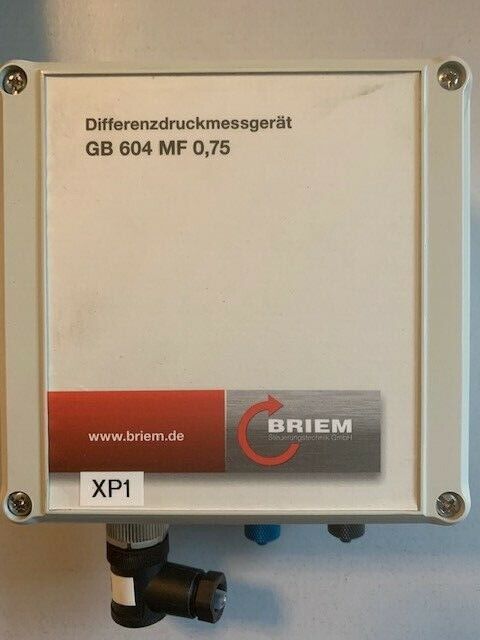 Differenzdruckmessgerät
GB 604 MF 0,75
www.briem.de
BRIEM
Steuerungstechnik GmbH
XP1